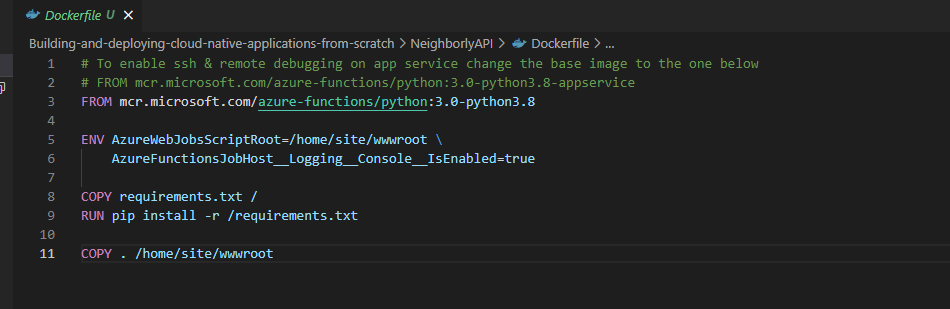 Dockerfile U ×
Building-and-deploying-cloud-native-applications-from-scratch > NeighborlyAPI > Dockerfile > ...
1 # To enable ssh & remote debugging on app service change the base image to the one below
2 # FROM mcr.microsoft.com/azure-functions/python:3.0-python3.8-appservice
3 FROM mcr.microsoft.com/azure-functions/python:3.0-python3.8
4
5 ENV AzureWebJobsScriptRoot=/home/site/wwwroot \
6     AzureFunctionsJobHost__Logging__Console__IsEnabled=true
7
8 COPY requirements.txt /
9 RUN pip install -r /requirements.txt
10
11 COPY . /home/site/wwwroot